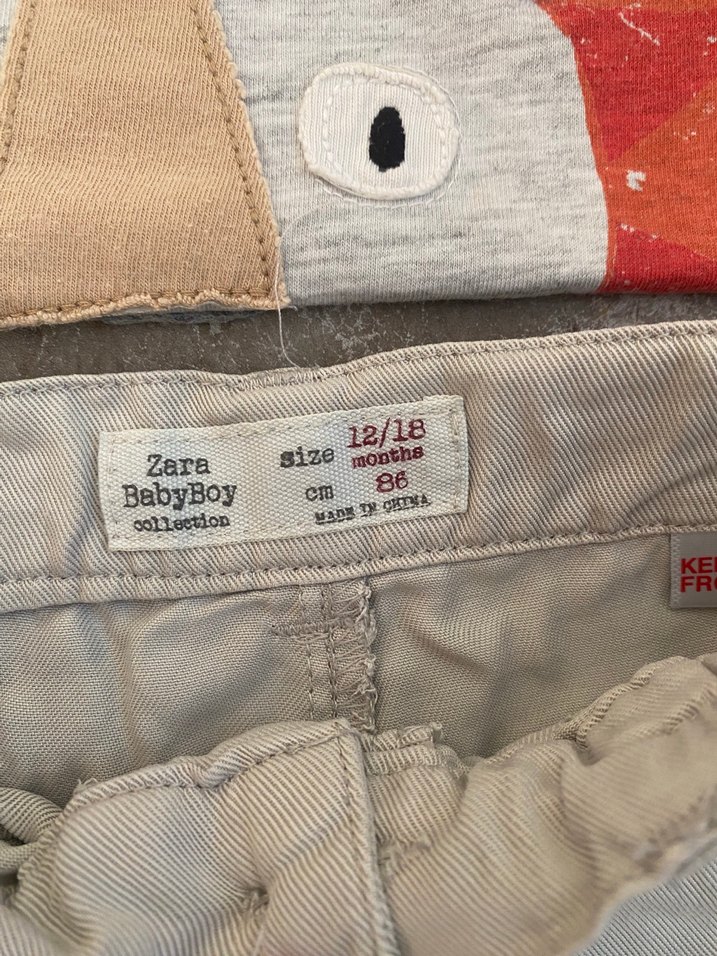 Zara
BabyBoy
collection
size 12/18
months
cm 86
MADE IN CHINA